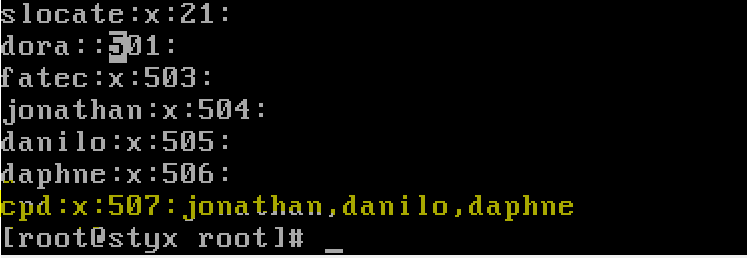 slocate:x:21:
dora::501:
fatec:x:503:
jonathan:x:504:
danilo:x:505:
daphne:x:506:
cpd:x:507:jonathan,danilo,daphne
[root@styx root]# _